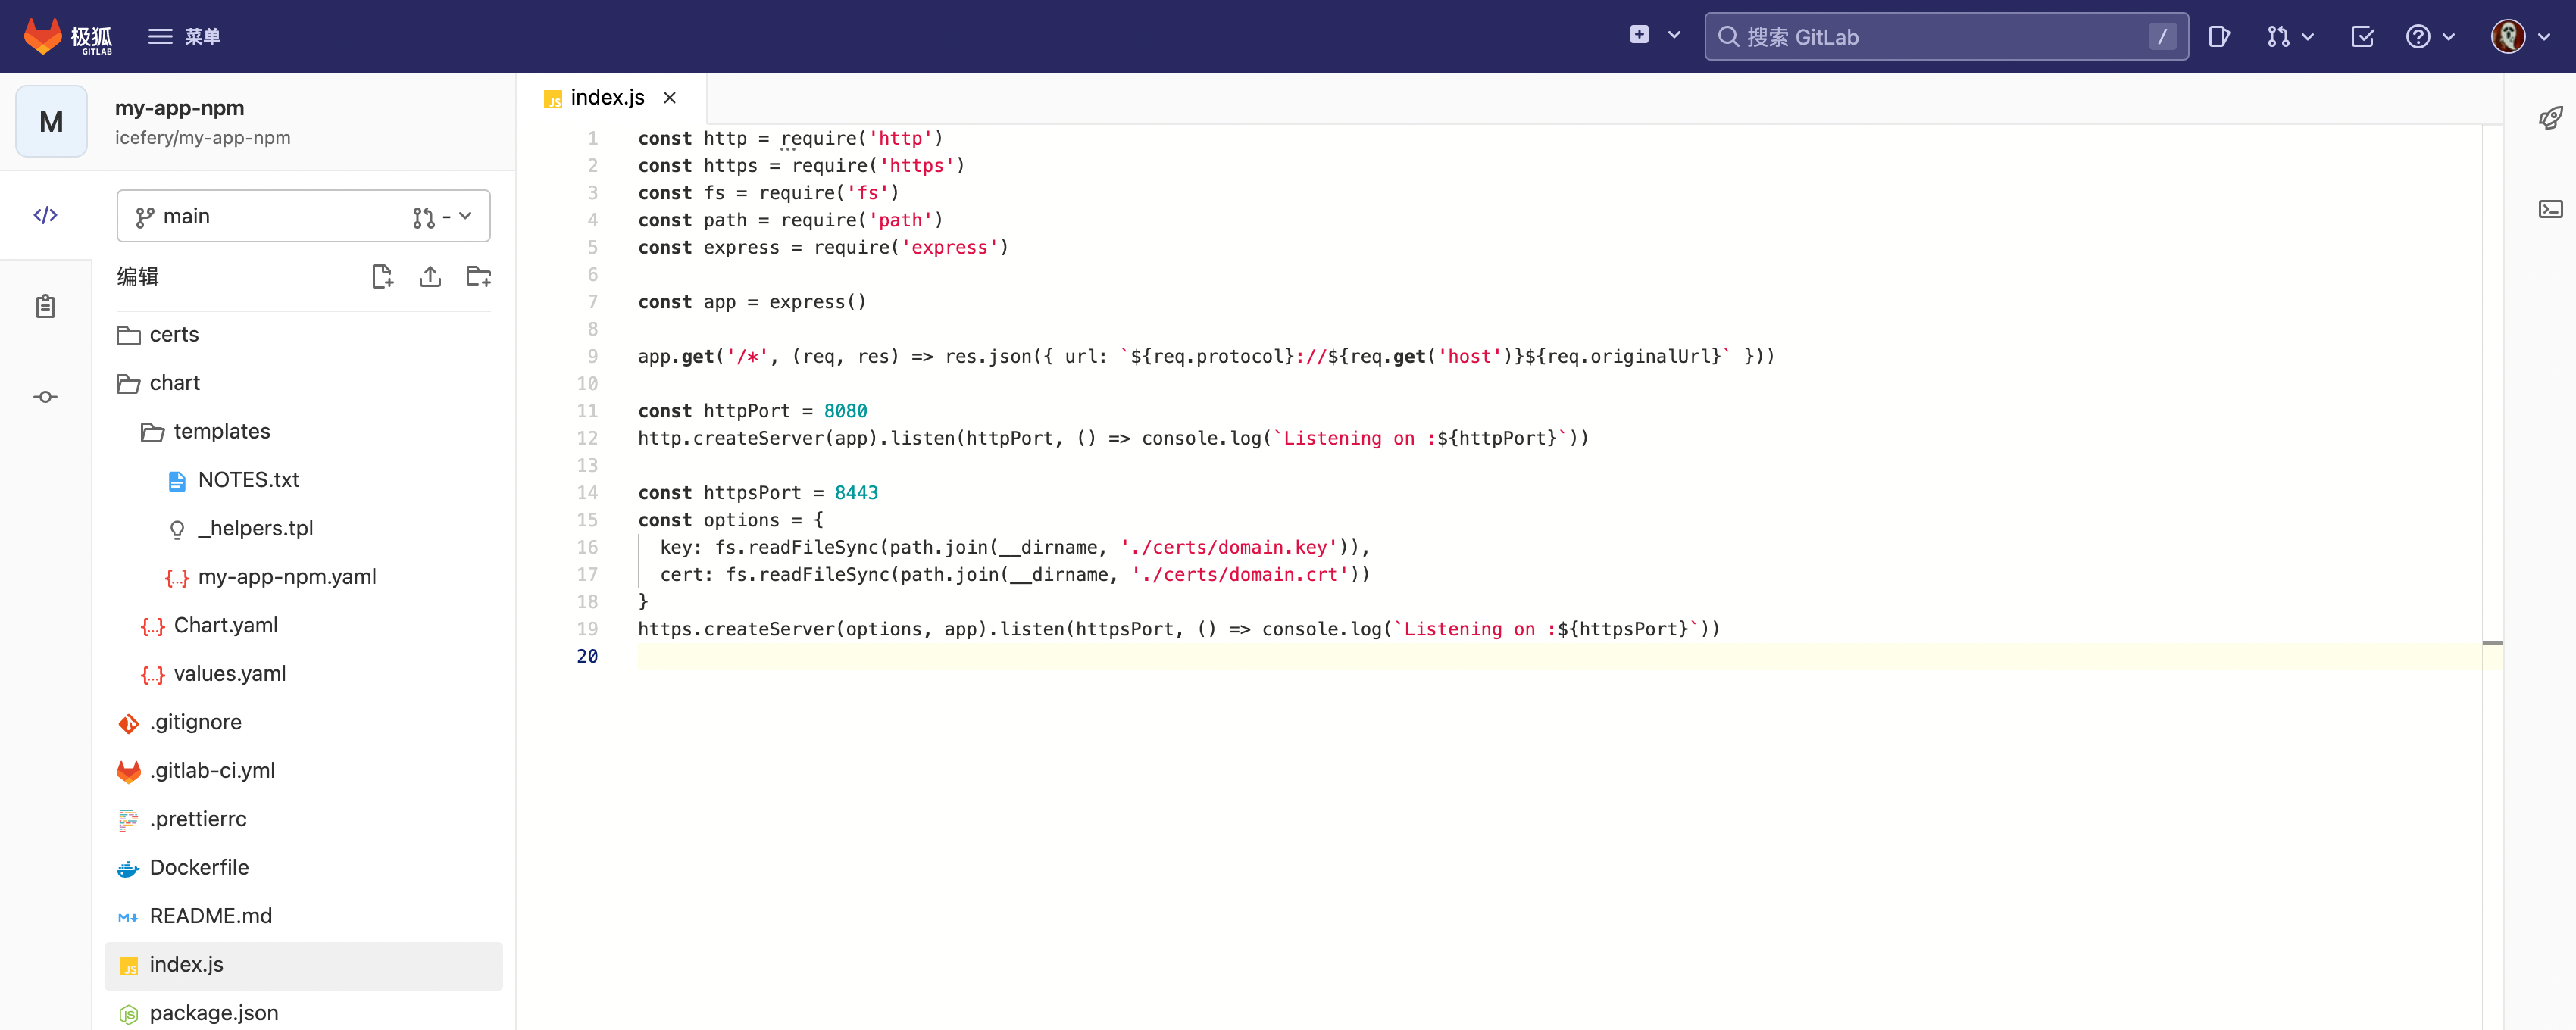 极狐
GITLAB
菜单
搜索 GitLab
/
M
my-app-npm
icefery/my-app-npm
main
-
编辑
certs
chart
templates
NOTES.txt
_helpers.tpl
{..} my-app-npm.yaml
{..} Chart.yaml
{..} values.yaml
.gitignore
.gitlab-ci.yml
.prettierrc
Dockerfile
M↓ README.md
JS index.js
JS package.json
JS index.js ×
1 const http = require('http')
2 const https = require('https')
3 const fs = require('fs')
4 const path = require('path')
5 const express = require('express')
6
7 const app = express()
8
9 app.get('/*', (req, res) => res.json({ url: `${req.protocol}://${req.get('host')}${req.originalUrl}` }))
10
11 const httpPort = 8080
12 http.createServer(app).listen(httpPort, () => console.log(`Listening on :${httpPort}`))
13
14 const httpsPort = 8443
15 const options = {
16   key: fs.readFileSync(path.join(__dirname, './certs/domain.key')),
17   cert: fs.readFileSync(path.join(__dirname, './certs/domain.crt'))
18 }
19 https.createServer(options, app).listen(httpsPort, () => console.log(`Listening on :${httpsPort}`))
20